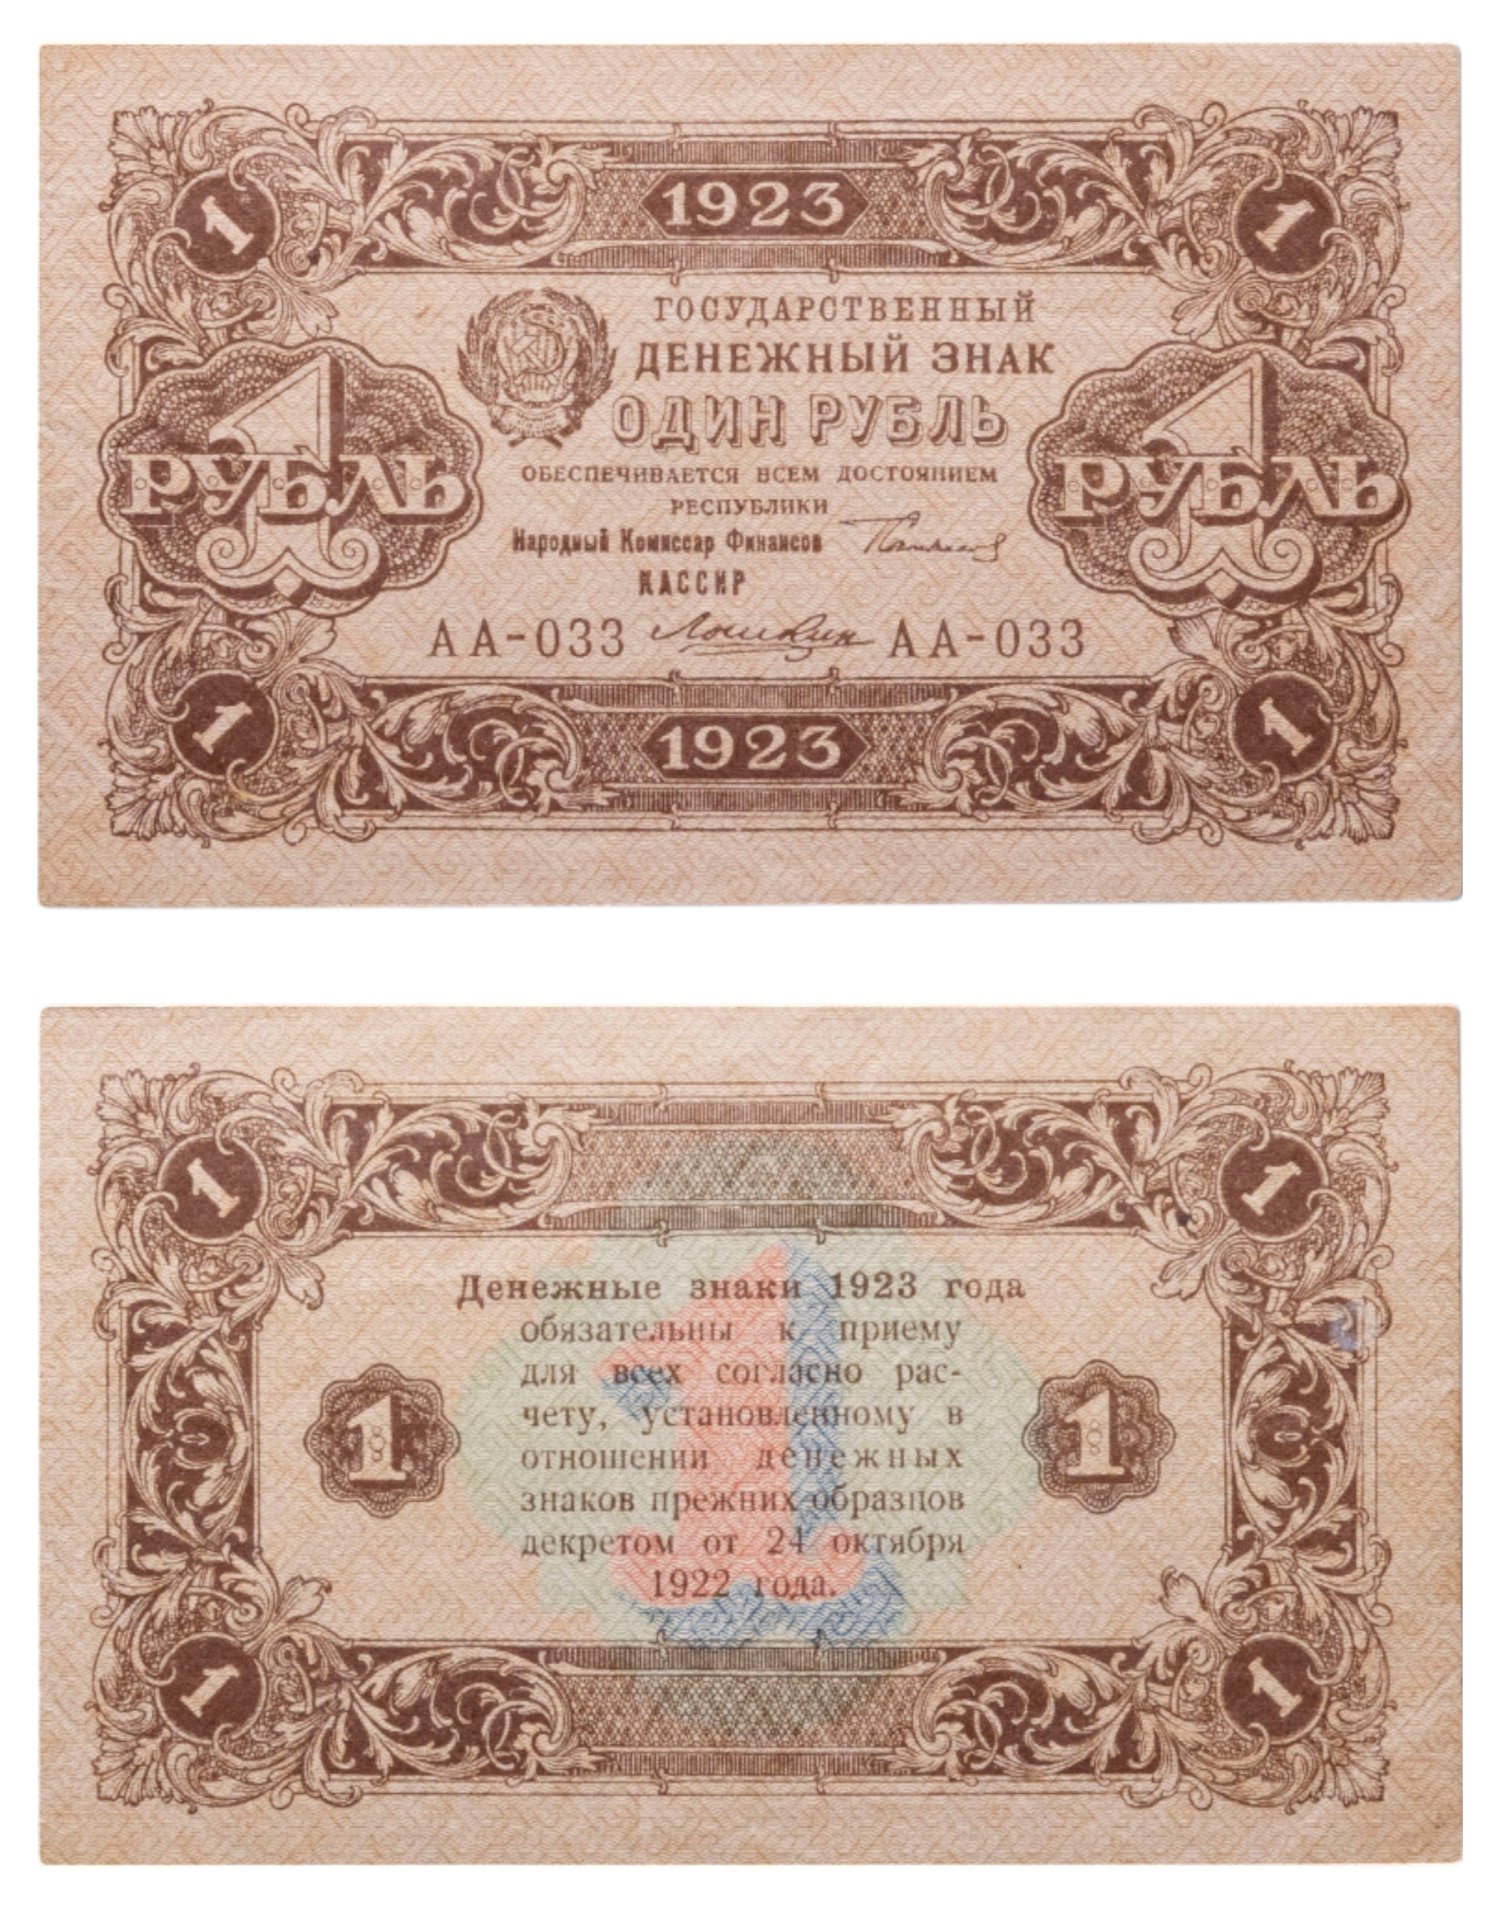 1 1923 1
ГОСУДАРСТВЕННЫЙ
ДЕНЕЖНЫЙ ЗНАК
ОДИН РУБЛЬ
1 РУБЛЬ
1 РУБЛЬ
ОБЕСПЕЧИВАЕТСЯ ВСЕМ ДОСТОЯНИЕМ
РЕСПУБЛИКИ
Народный Комиссар Финансов
КАССИР
АА-033 АА-033
1 1923 1
1 1
Денежные знаки 1923 года
обязательны к приему
для всех согласно рас-
чету, установленному в
1 1
отношении денежных
знаков прежних образцов
декретом от 24 октября
1922 года.
1
1 1